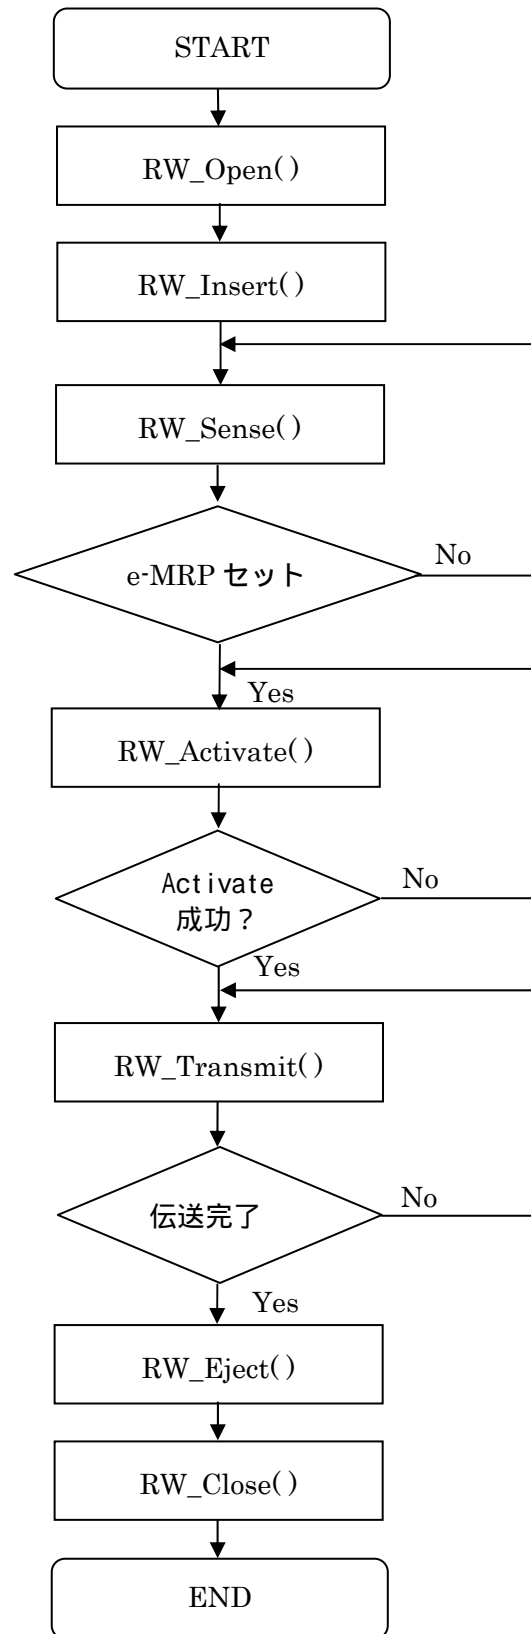 START
RW_Open( )
RW_Insert( )
RW_Sense( )
e-MRP セット
No
Yes
RW_Activate( )
Activate
成功？
No
Yes
RW_Transmit( )
伝送完了
No
Yes
RW_Eject( )
RW_Close( )
END